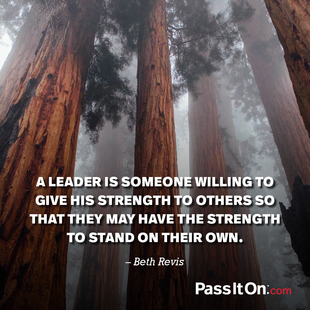 A LEADER IS SOMEONE WILLING TO
GIVE HIS STRENGTH TO OTHERS SO
THAT THEY MAY HAVE THE STRENGTH
TO STAND ON THEIR OWN.
– Beth Revis
PassItOn.com